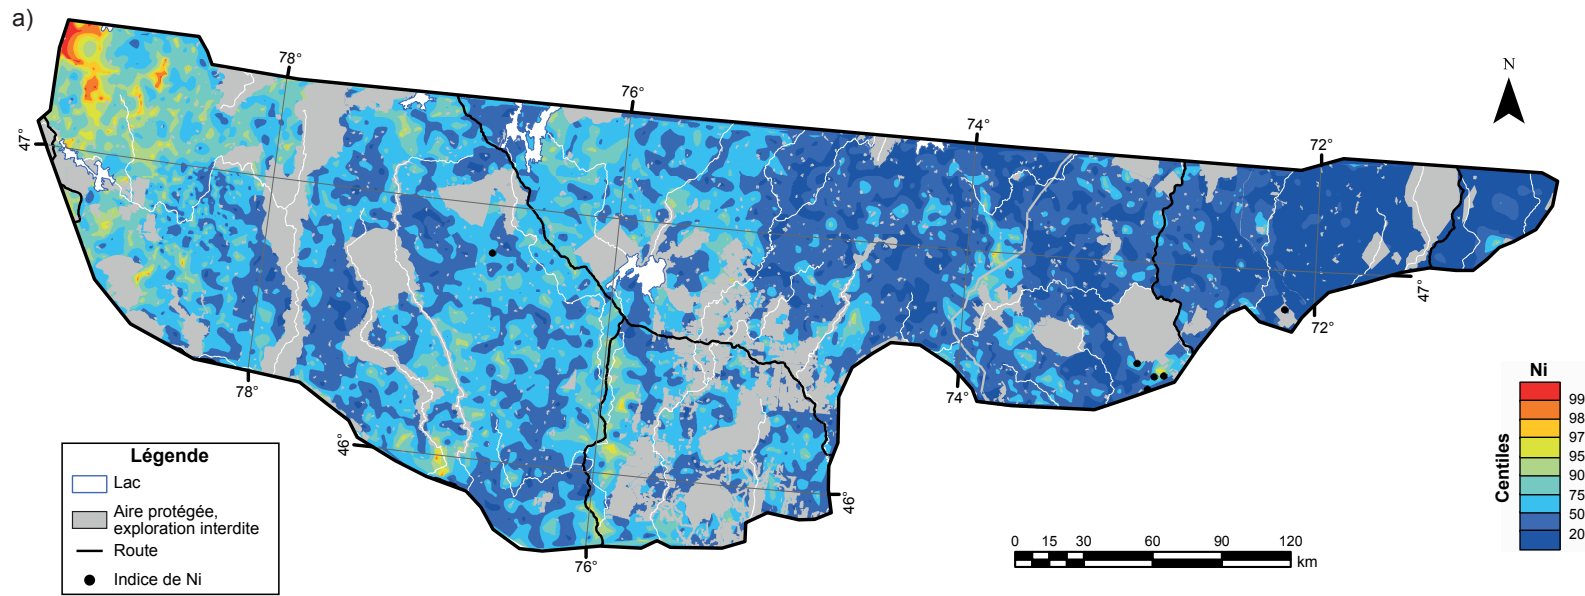 a)
78°
76°
74°
72°
N
47°
47°
72°
74°
78°
46°
46°
76°
Légende
Lac
Aire protégée,
exploration interdite
Route
Indice de Ni
0 15 30 60 90 120
km
Ni
Centiles
99
98
97
95
90
75
50
20